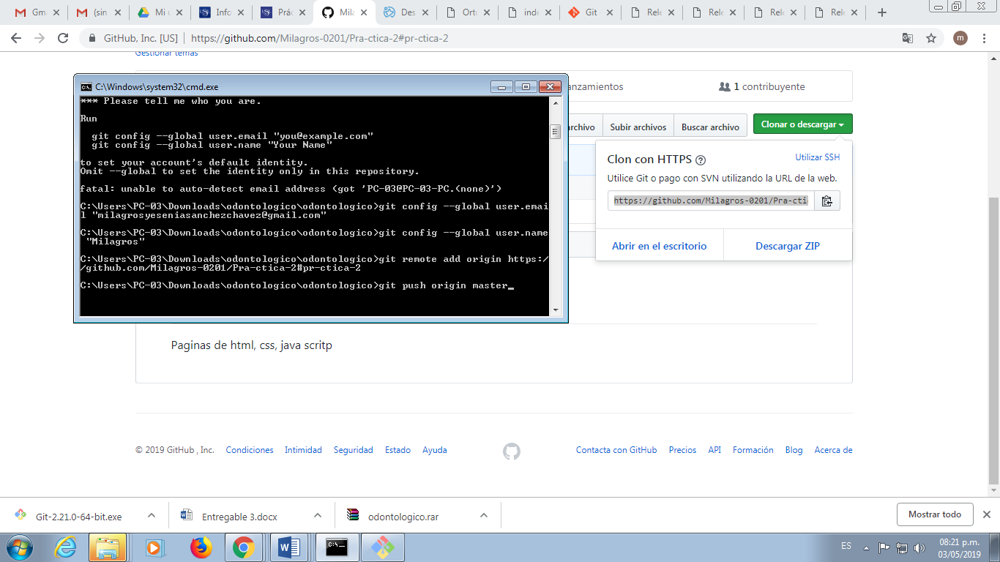 Gma
(sin
Mi u
Info
Prác
Mila
Des
Orto
inde
Git
Rele
Rele
Rele
Rele
GitHub, Inc. [US]
https://github.com/Milagros-0201/Pra-ctica-2#pr-ctica-2
m
Gestionar temas
C:\Windows\system32\cmd.exe
*** Please tell me who you are.
Run
git config --global user.email "you@example.com"
git config --global user.name "Your Name"
to set your account's default identity.
Omit --global to set the identity only in this repository.
fatal: unable to auto-detect email address (got 'PC-03@PC-03-PC.(none)')
C:\Users\PC-03\Downloads\odontologico\odontologico>git config --global user.emai
l "milagrosyeseniasanchezchavez@gmail.com"
C:\Users\PC-03\Downloads\odontologico\odontologico>git config --global user.name
"Milagros"
C:\Users\PC-03\Downloads\odontologico\odontologico>git remote add origin https:/
/github.com/Milagros-0201/Pra-ctica-2#pr-ctica-2
C:\Users\PC-03\Downloads\odontologico\odontologico>git push origin master_
anzamientos
1 contribuyente
archivo
Subir archivos
Buscar archivo
Clonar o descargar
Clon con HTTPS
Utilizar SSH
Utilice Git o pago con SVN utilizando la URL de la web.
https://github.com/Milagros-0201/Pra-cti
Abrir en el escritorio
Descargar ZIP
Paginas de html, css, java scritp
© 2019 GitHub , Inc.
Condiciones
Intimidad
Seguridad
Estado
Ayuda
Contacta con GitHub
Precios
API
Formación
Blog
Acerca de
Git-2.21.0-64-bit.exe
Entregable 3.docx
odontologico.rar
Mostrar todo
ES
08:21 p.m.
03/05/2019